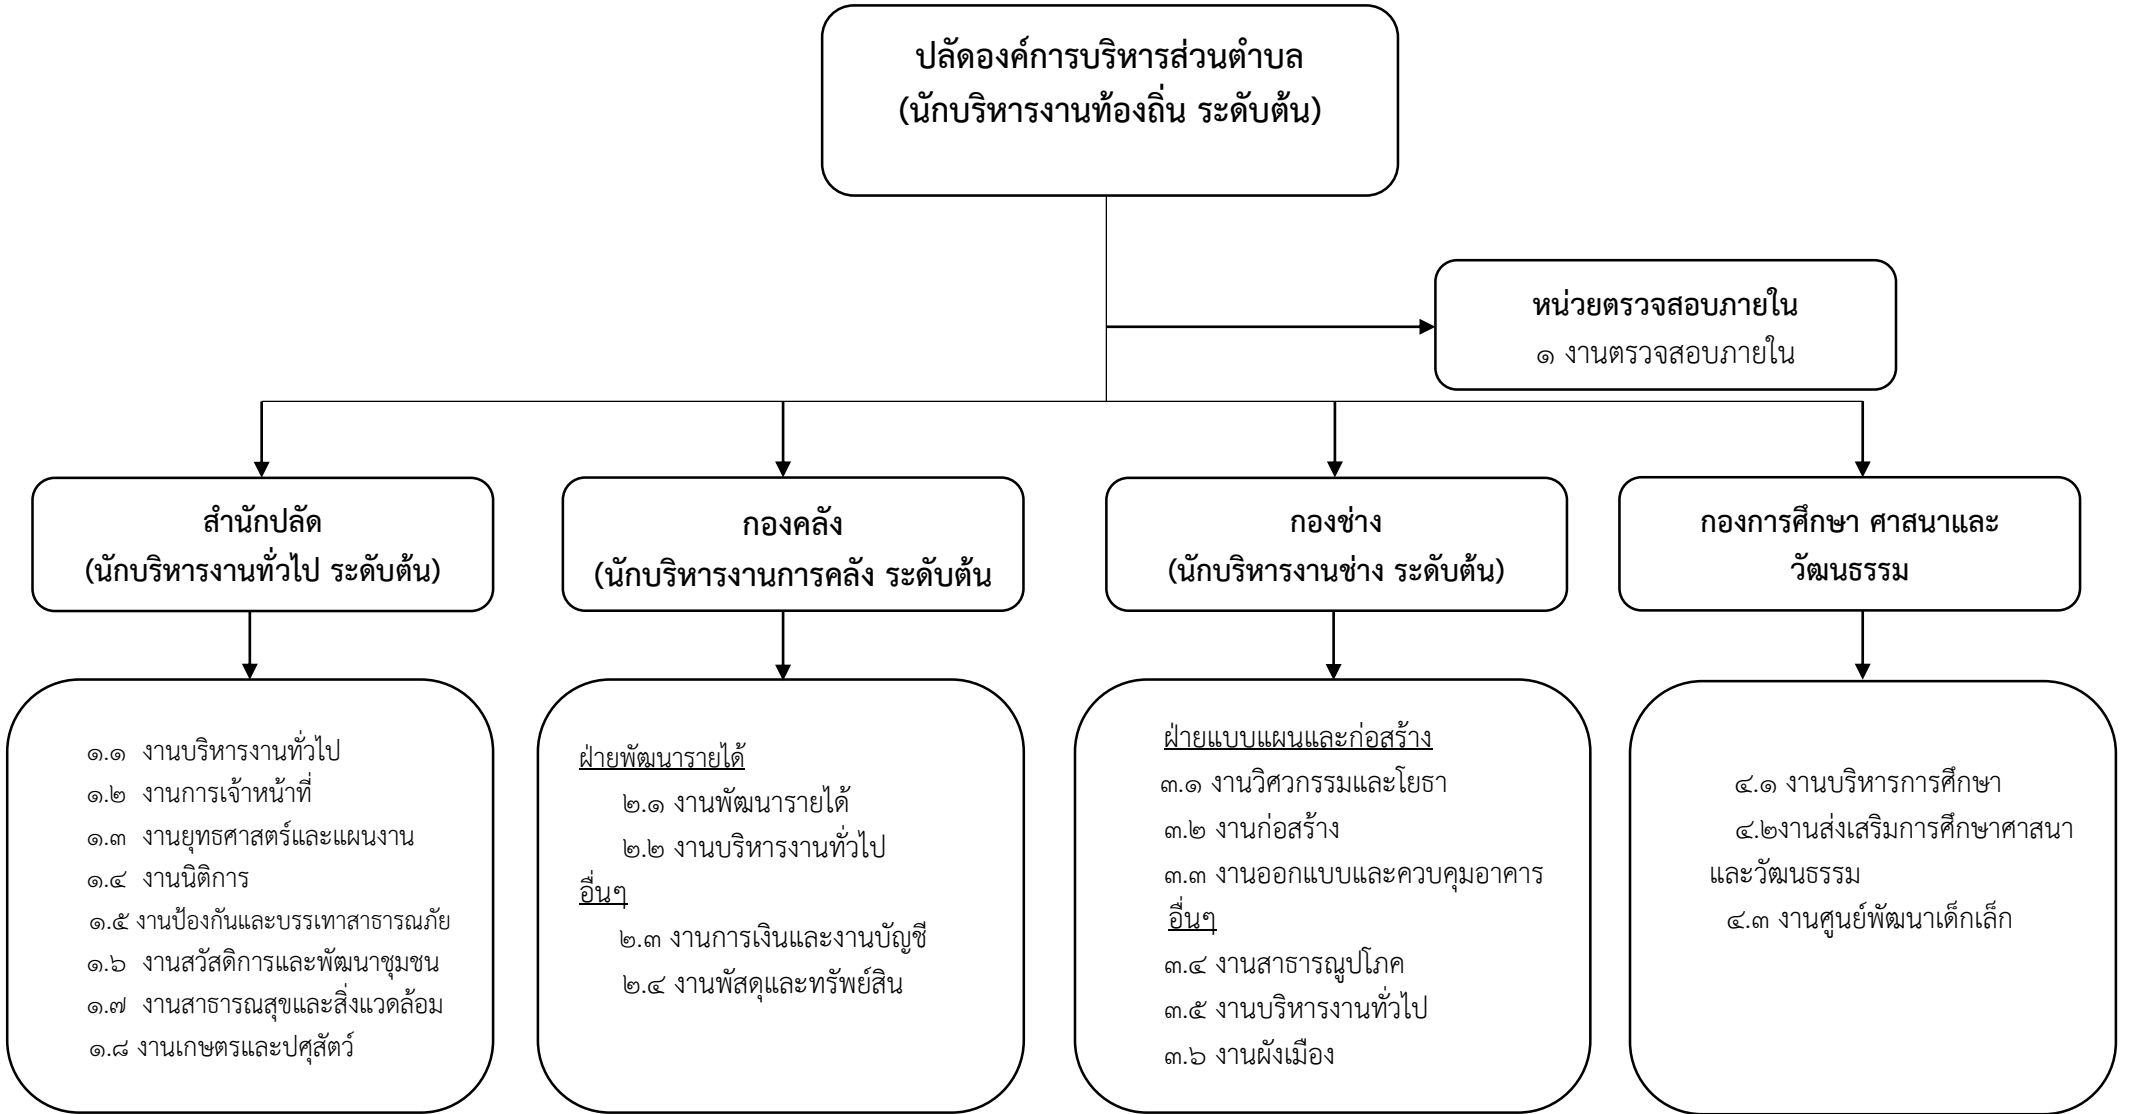 ปลัดองค์การบริหารส่วนตำบล
(นักบริหารงานท้องถิ่น ระดับต้น)
หน่วยตรวจสอบภายใน
๑ งานตรวจสอบภายใน
สำนักปลัด
(นักบริหารงานทั่วไป ระดับต้น)
กองคลัง
(นักบริหารงานการคลัง ระดับต้น
กองช่าง
(นักบริหารงานช่าง ระดับต้น)
กองการศึกษา ศาสนาและ
วัฒนธรรม
๑.๑ งานบริหารงานทั่วไป
๑.๒ งานการเจ้าหน้าที่
๑.๓ งานยุทธศาสตร์และแผนงาน
๑.๔ งานนิติการ
๑.๕ งานป้องกันและบรรเทาสาธารณภัย
๑.๖ งานสวัสดิการและพัฒนาชุมชน
๑.๗ งานสาธารณสุขและสิ่งแวดล้อม
๑.๘ งานเกษตรและปศุสัตว์
ฝ่ายพัฒนารายได้
๒.๑ งานพัฒนารายได้
๒.๒ งานบริหารงานทั่วไป
อื่นๆ
๒.๓ งานการเงินและงานบัญชี
๒.๔ งานพัสดุและทรัพย์สิน
ฝ่ายแบบแผนและก่อสร้าง
๓.๑ งานวิศวกรรมและโยธา
๓.๒ งานก่อสร้าง
๓.๓ งานออกแบบและควบคุมอาคาร
อื่นๆ
๓.๔ งานสาธารณูปโภค
๓.๕ งานบริหารงานทั่วไป
๓.๖ งานผังเมือง
๔.๑ งานบริหารการศึกษา
๔.๒งานส่งเสริมการศึกษาศาสนา
และวัฒนธรรม
๔.๓ งานศูนย์พัฒนาเด็กเล็ก